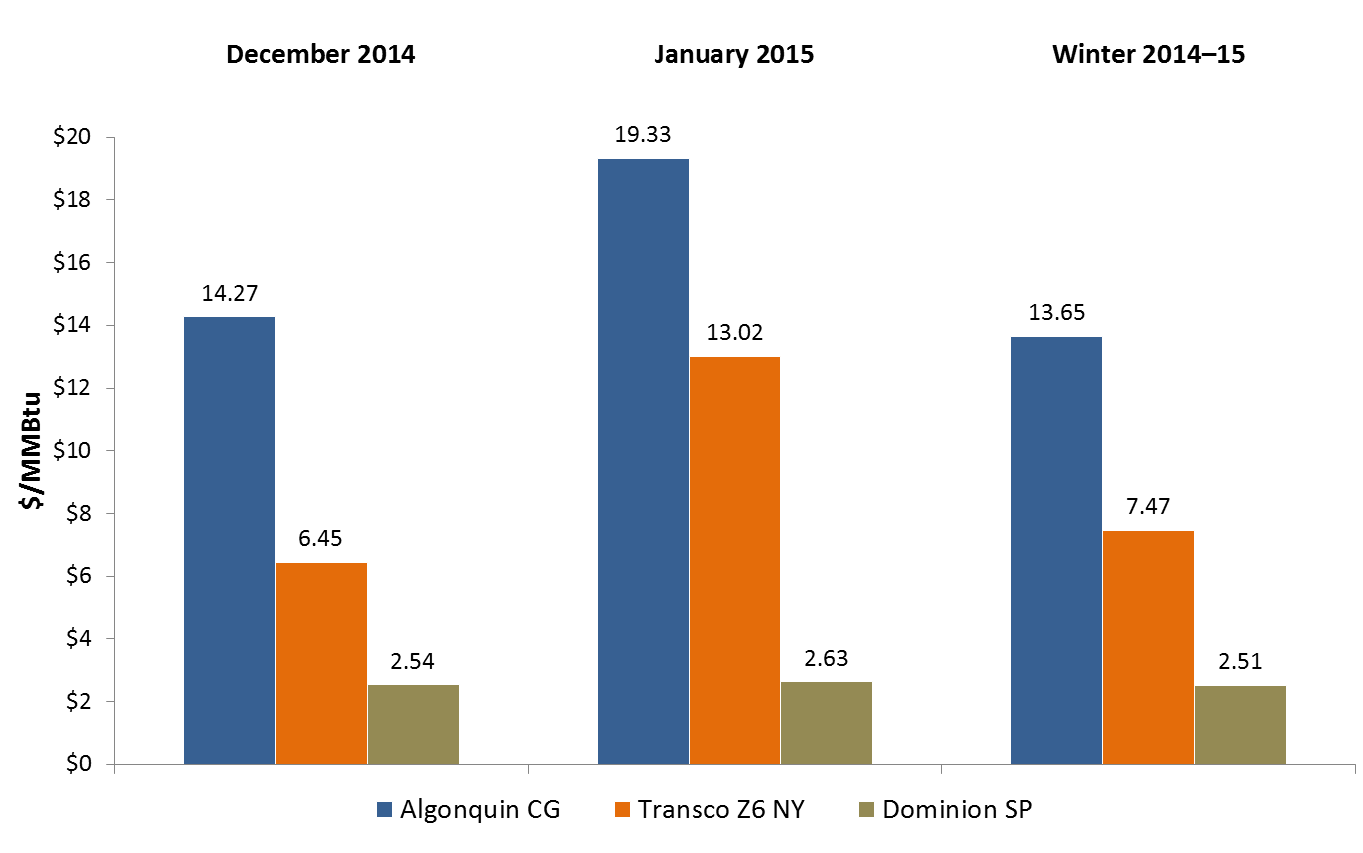 December 2014
January 2015
Winter 2014–15
$/MMBtu
$20
$18
$16
$14
$12
$10
$8
$6
$4
$2
$0
14.27
6.45
2.54
19.33
13.02
2.63
13.65
7.47
2.51
Algonquin CG
Transco Z6 NY
Dominion SP